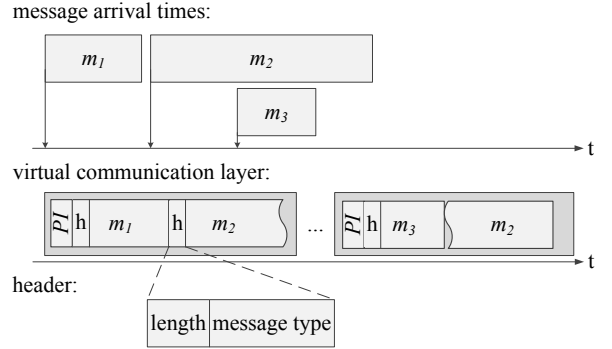 message arrival times:
m1 m2
m3
t
virtual communication layer:
PI h m1 h m2 ... PI h m3 m2
t
header:
length message type